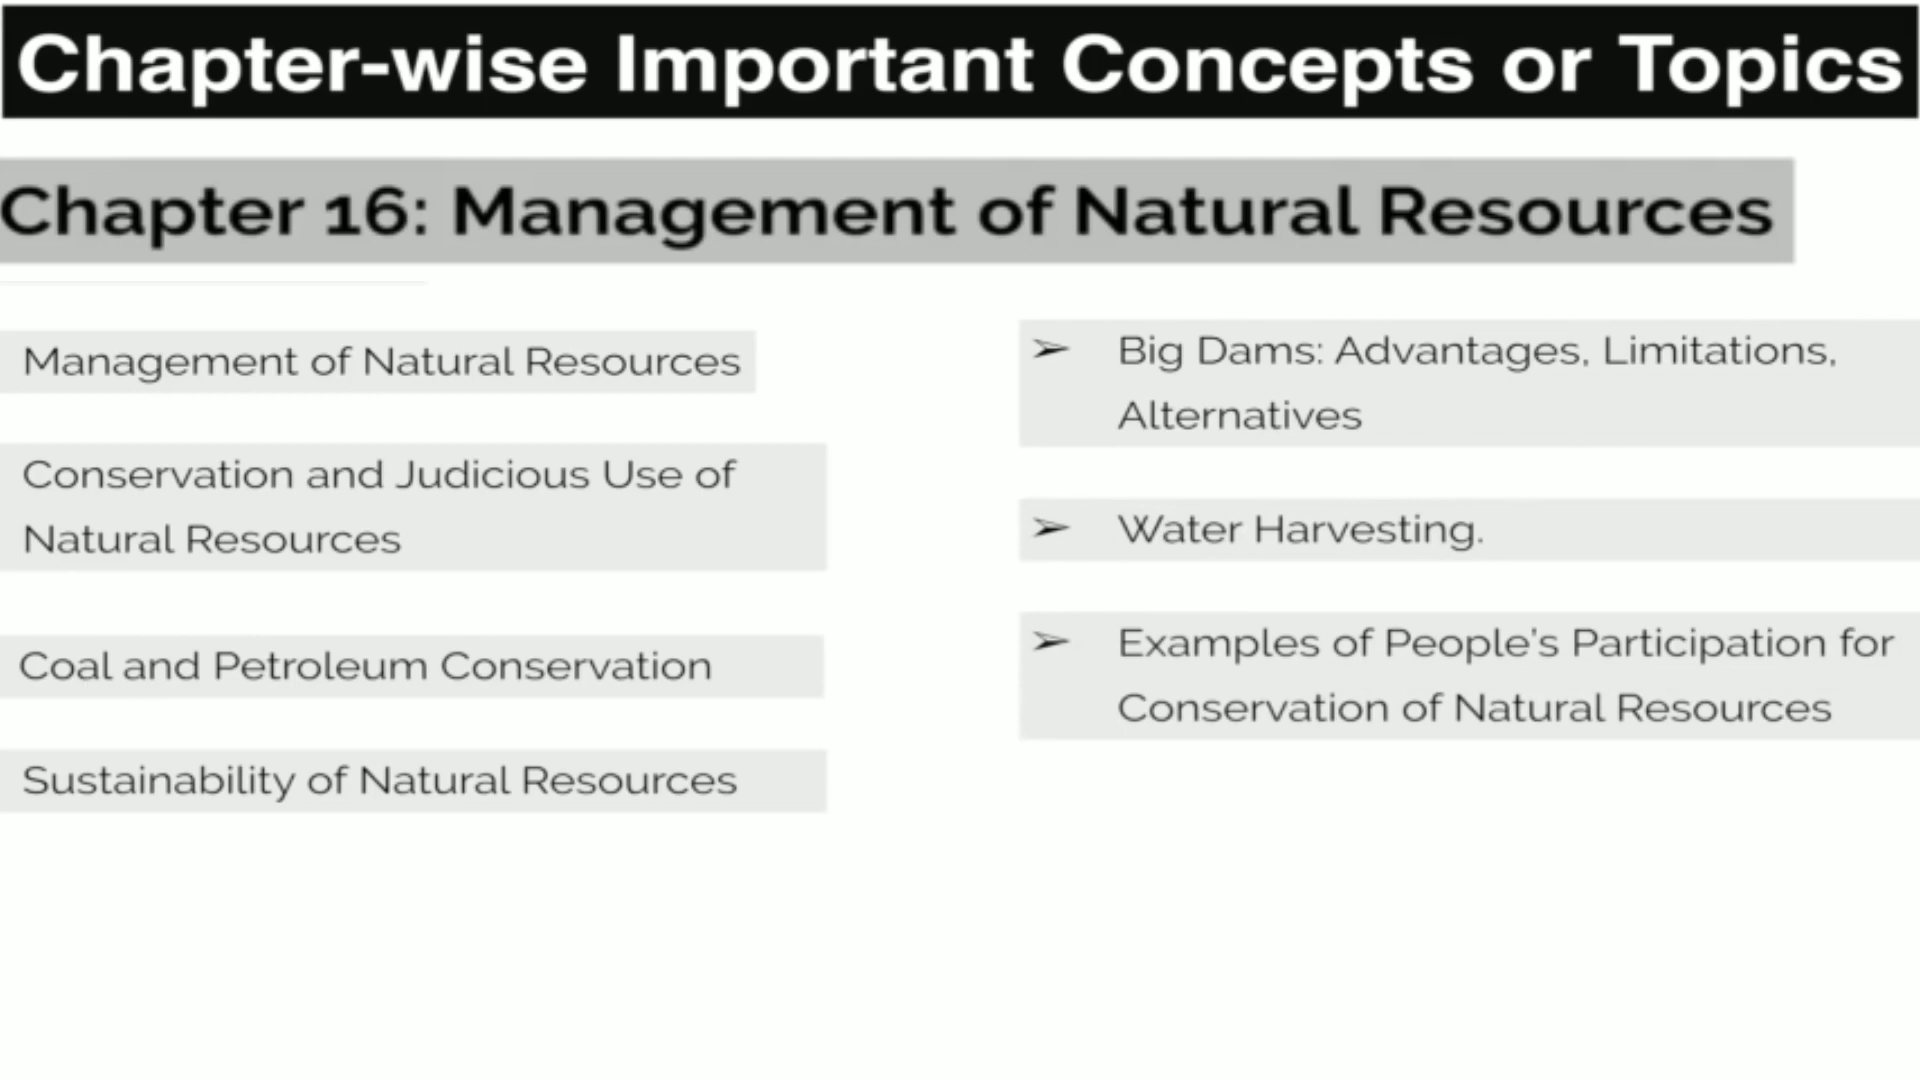 Chapter-wise Important Concepts or Topics
Chapter 16: Management of Natural Resources
Management of Natural Resources
Conservation and Judicious Use of
Natural Resources
Coal and Petroleum Conservation
Sustainability of Natural Resources
➢ Big Dams: Advantages, Limitations,
Alternatives
➢ Water Harvesting.
➢ Examples of People's Participation for
Conservation of Natural Resources